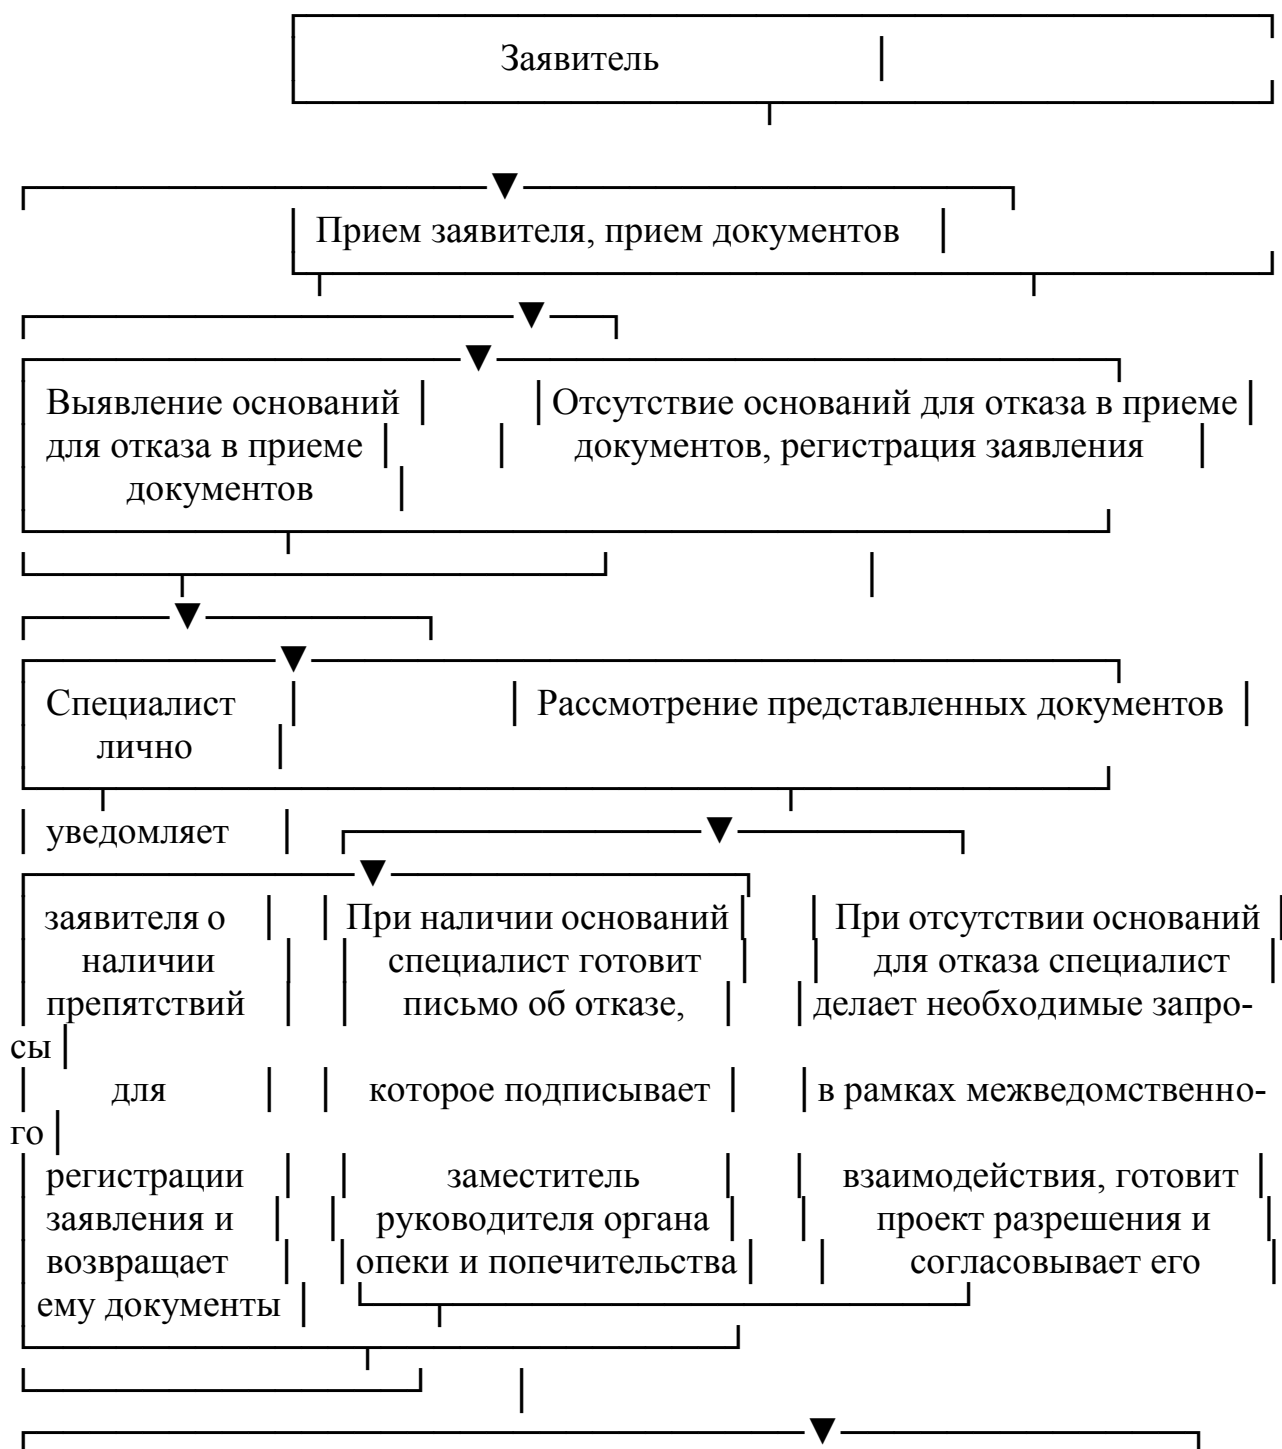 Заявитель
Прием заявителя, прием документов
Выявление оснований Отсутствие оснований для отказа в приеме
для отказа в приеме документов, регистрация заявления
документов
Специалист Рассмотрение представленных документов
лично
уведомляет
заявителя о При наличии оснований При отсутствии оснований
наличии специалист готовит для отказа специалист
препятствий письмо об отказе, делает необходимые запро-
сы
для которое подписывает в рамках межведомственно-
го
регистрации заместитель взаимодействия, готовит
заявления и руководителя органа проект разрешения и
возвращает опеки и попечительства согласовывает его
ему документы